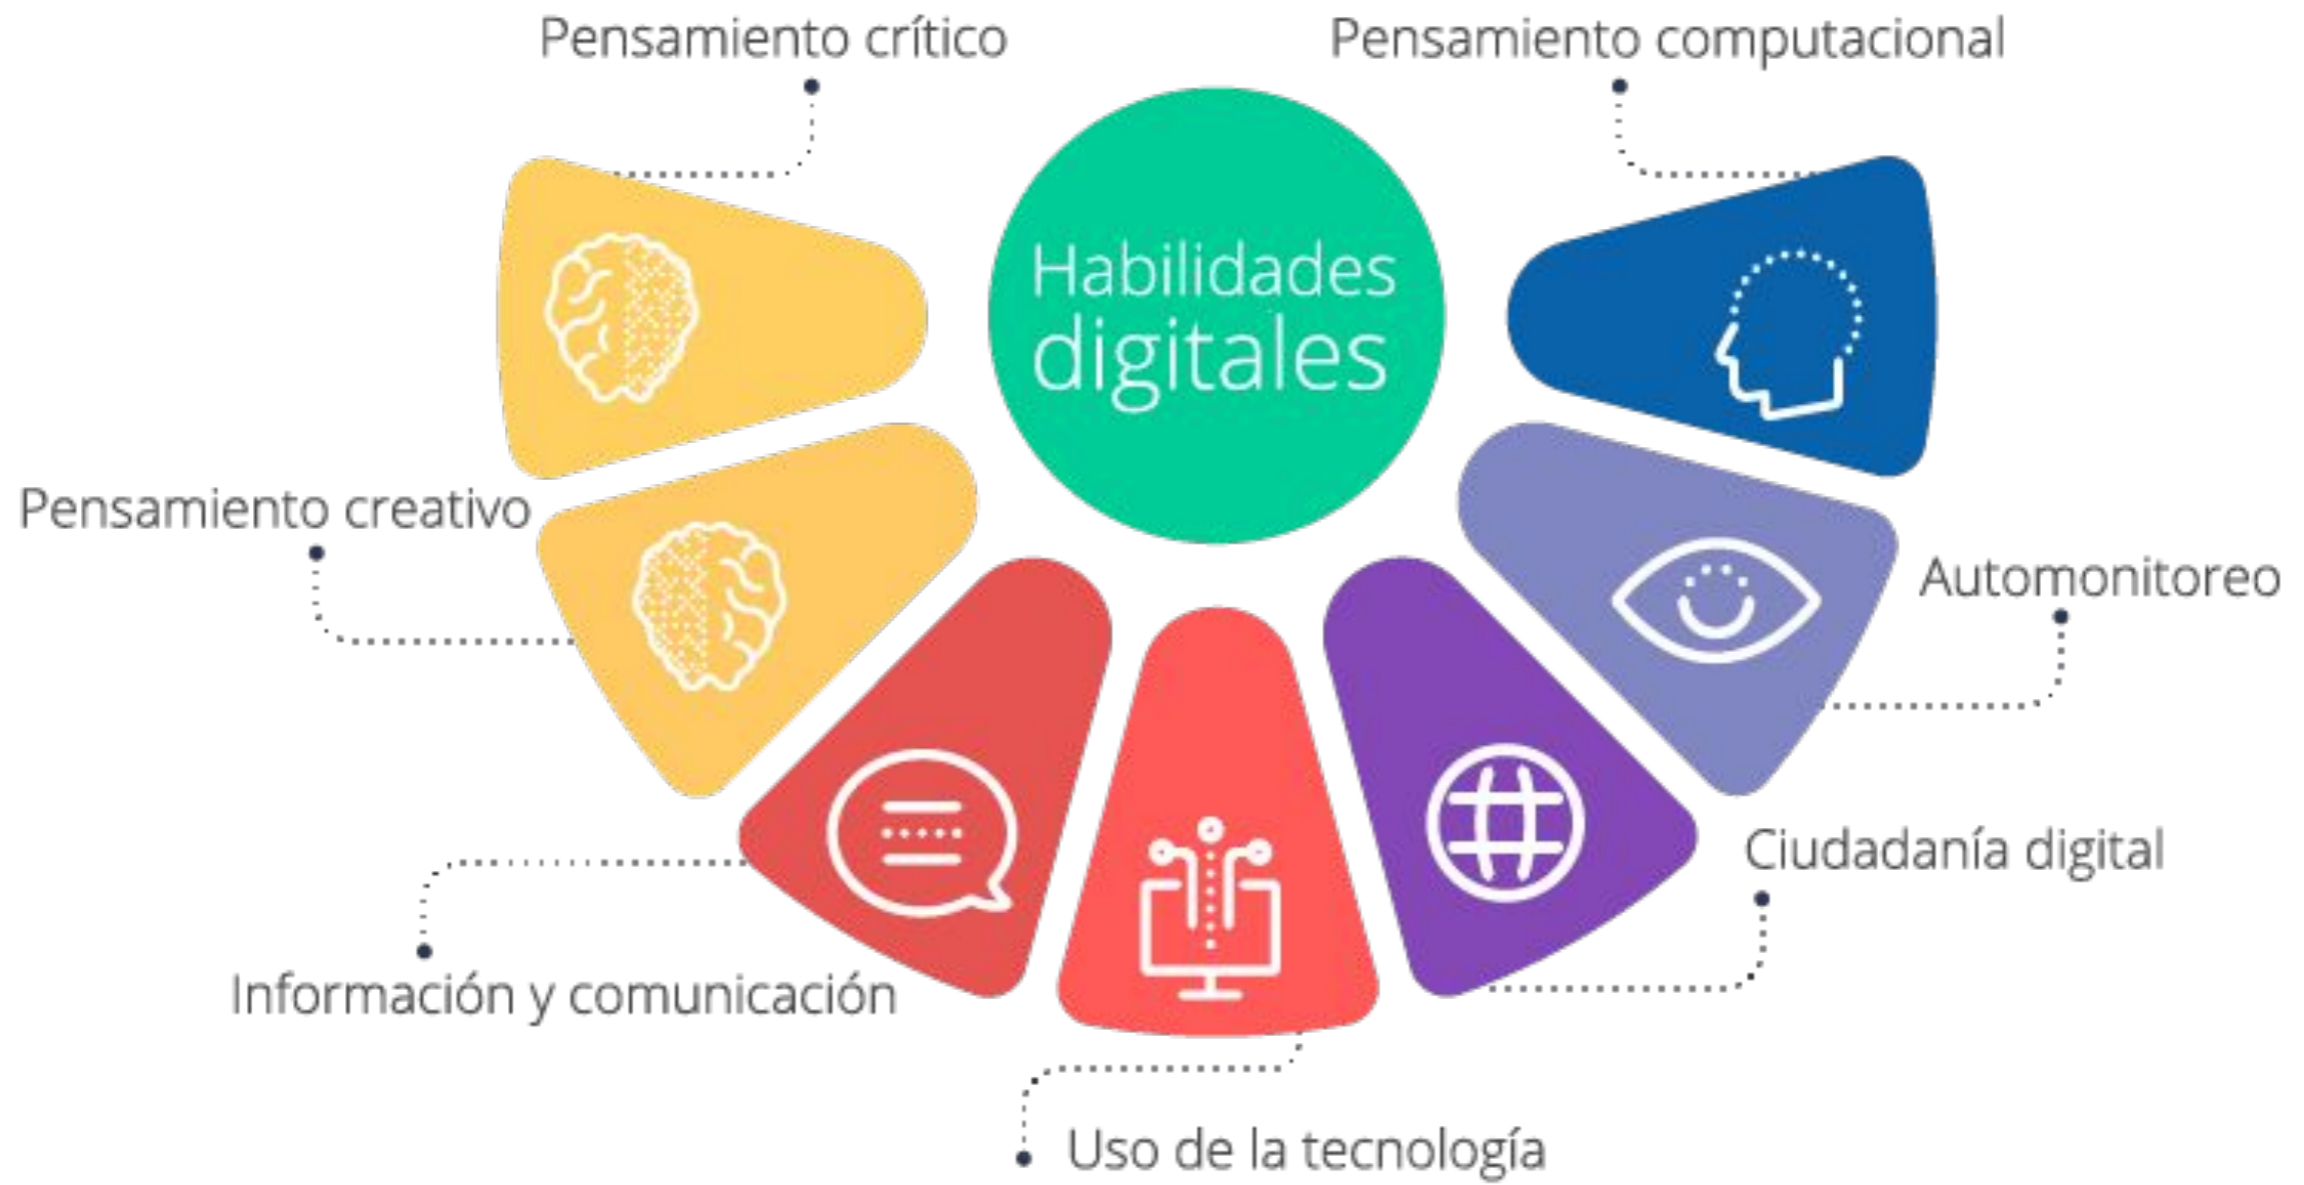 Pensamiento crítico
Pensamiento computacional
Habilidades
digitales
Pensamiento creativo
Automonitoreo
Ciudadanía digital
Información y comunicación
Uso de la tecnología